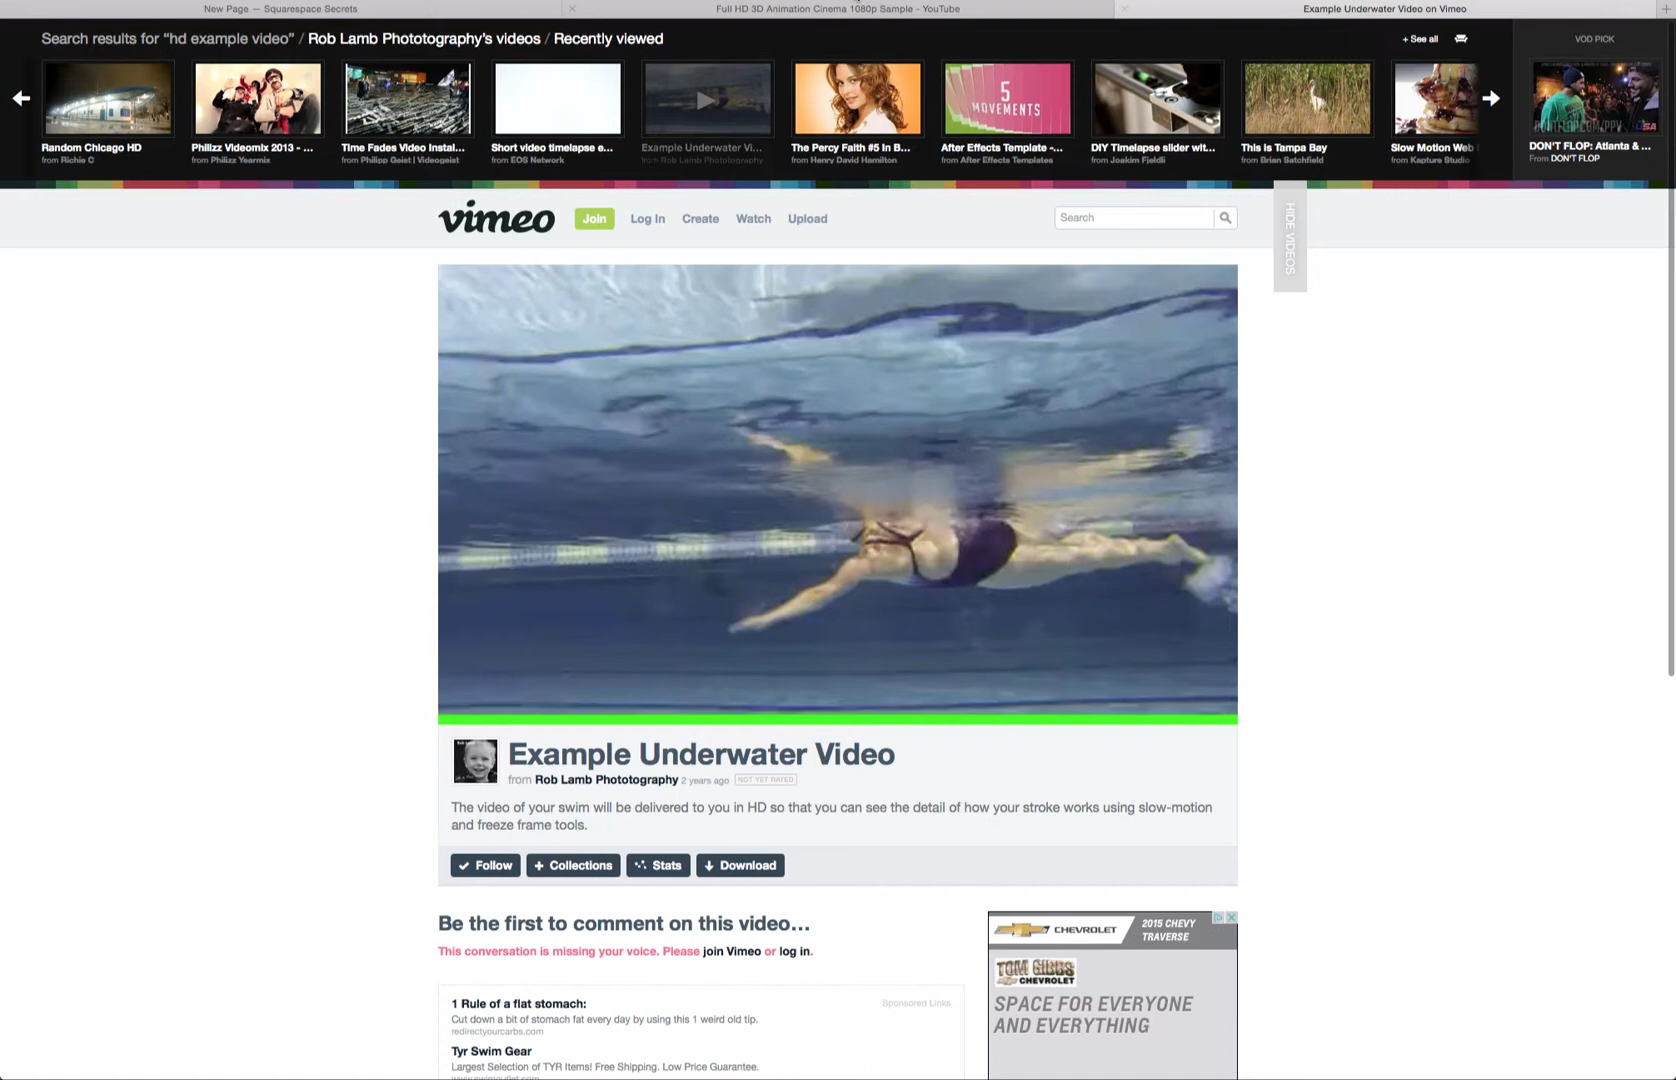 New Page — Squarespace Secrets
Full HD 3D Animation Cinema 1080p Sample - YouTube
Example Underwater Video on Vimeo
Search results for “hd example video” / Rob Lamb Phototography's videos / Recently viewed
+ See all
VOD PICK
5
MOVEMENTS
Random Chicago HD
from Richie C
Philizz Videomix 2013 - ...
from Philizz Yearmix
Time Fades Video Instal...
from Philipp Geist | Videogeist
Short video timelapse e...
from EOS Network
Example Underwater Vi...
from Rob Lamb Phototography
The Percy Faith #5 In B...
from Henry David Hamilton
After Effects Template -...
from After Effects Templates
DIY Timelapse slider wit...
from Joakim Fjeldli
This is Tampa Bay
from Brian Satchfield
Slow Motion Web
from Kapture Studio
DON'T FLOP: Atlanta & ...
From DON'T FLOP
vimeo
Join
Log In
Create
Watch
Upload
Search
HIDE VIDEOS
Example Underwater Video
from Rob Lamb Phototography 2 years ago NOT YET RATED
The video of your swim will be delivered to you in HD so that you can see the detail of how your stroke works using slow-motion
and freeze frame tools.
Follow
+ Collections
Stats
Download
Be the first to comment on this video...
This conversation is missing your voice. Please join Vimeo or log in.
1 Rule of a flat stomach:
Sponsored Links
Cut down a bit of stomach fat every day by using this 1 weird old tip.
redirectyourcarbs.com
Tyr Swim Gear
Largest Selection of TYR Items! Free Shipping. Low Price Guarantee.
CHEVROLET
2015 CHEVY
TRAVERSE
TOM GIBBS
CHEVROLET
SPACE FOR EVERYONE
AND EVERYTHING